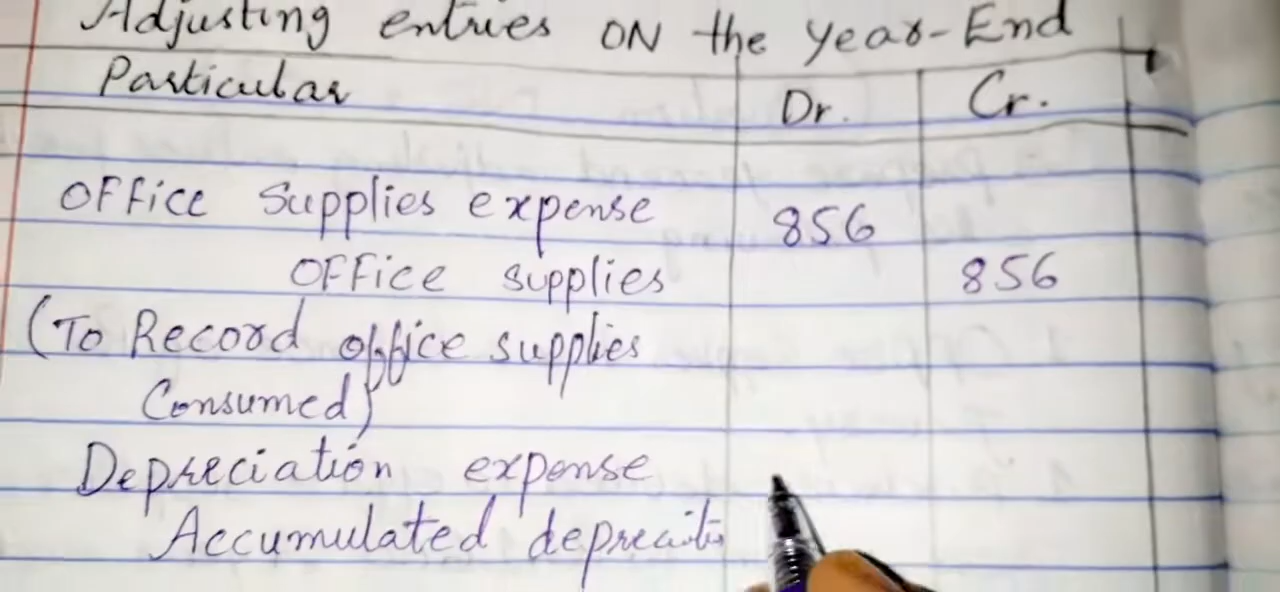 Adjusting entries ON the year-End
Particular Dr. Cr.
OFFice Supplies expense 856
OFFice supplies 856
(To Record office supplies
Consumed)
Depreciation expense
Accumulated